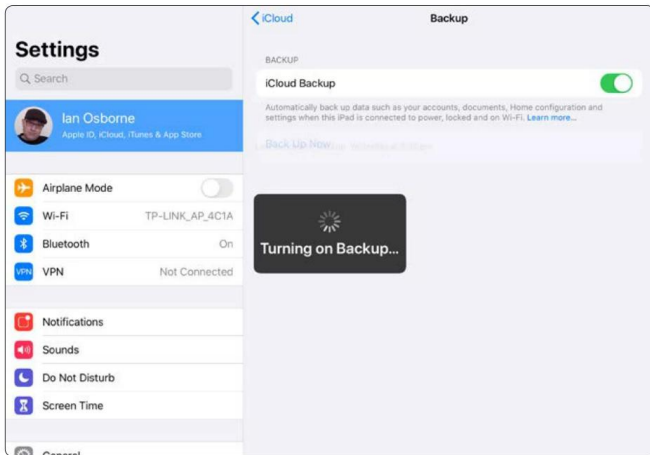 iCloud
Backup
Settings
Search
Ian Osborne
Apple ID, iCloud, iTunes & App Store
Airplane Mode
Wi-Fi TP-LINK_AP_4C1A
Bluetooth On
VPN VPN Not Connected
Notifications
Sounds
Do Not Disturb
Screen Time
General
BACKUP
iCloud Backup
Automatically back up data such as your accounts, documents, Home configuration and
settings when this iPad is connected to power, locked and on Wi-Fi. Learn more...
Back Up Now
Turning on Backup...